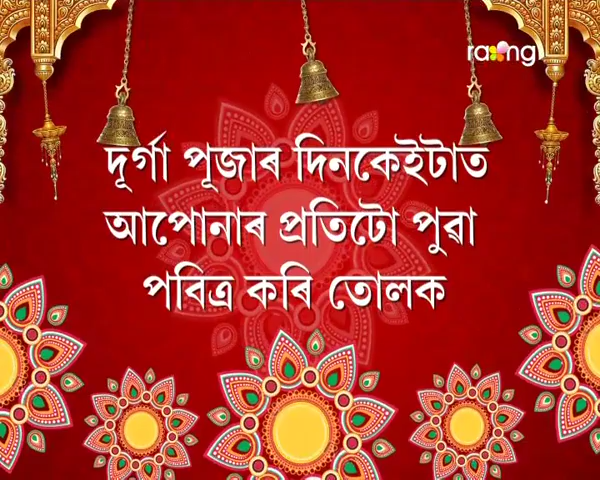 rang
দূৰ্গা পূজাৰ দিনকেইটাত
আপোনাৰ প্ৰতিটো পুৱা
পবিত্ৰ কৰি তোলক